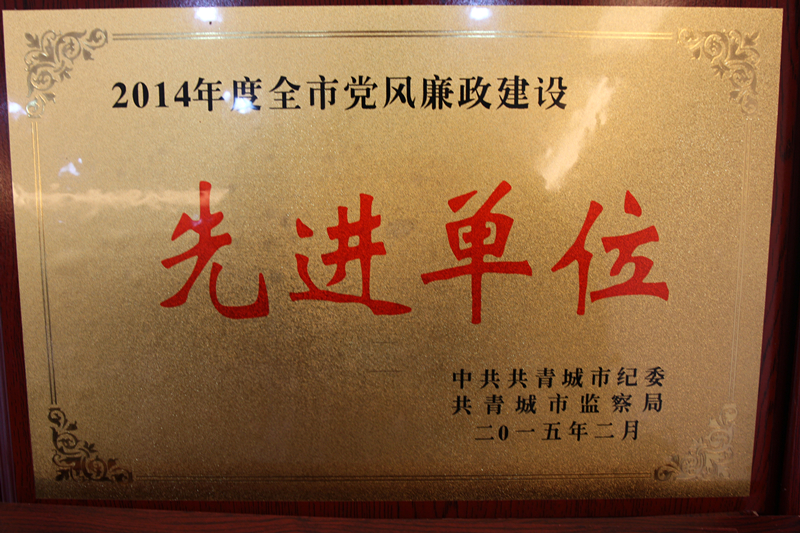 2014年度全市党风廉政建设
先进单位
中共共青城市纪委
共青城市监察局
二0一五年二月